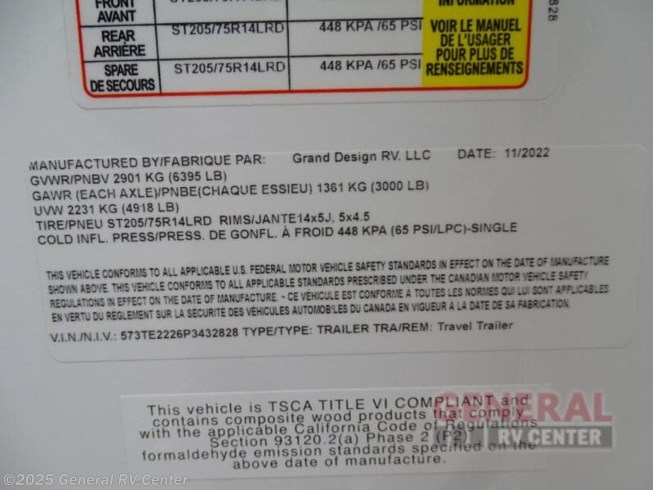 FRONT
AVANT
ST205/75R14LRD
448 KPA /65 PSI
INFORMATION
REAR
ARRIÈRE
ST205/75R14LRD
448 KPA /65 PSI
VOIR LE MANUEL
DE L'USAGER
POUR PLUS DE
RENSEIGNEMENTS
SPARE
DE SECOURS
ST205/75R14LRD
448 KPA /65 PSI
MANUFACTURED BY/FABRIQUE PAR: Grand Design RV. LLC DATE: 11/2022
GVWR/PNBV 2901 KG (6395 LB)
GAWR (EACH AXLE)/PNBE(CHAQUE ESSIEU) 1361 KG (3000 LB)
UVW 2231 KG (4918 LB)
TIRE/PNEU ST205/75R14LRD RIMS/JANTE14x5J, 5x4.5
COLD INFL. PRESS/PRESS. DE GONFL. À FROID 448 KPA (65 PSI/LPC)-SINGLE
THIS VEHICLE CONFORMS TO ALL APPLICABLE U.S. FEDERAL MOTOR VEHICLE SAFETY STANDARDS IN EFFECT ON THE DATE OF MANUFACTURE
SHOWN ABOVE. THIS VEHICLE CONFORMS TO ALL APPLICABLE STANDARDS PRESCRIBED UNDER THE CANADIAN MOTOR VEHICLE SAFETY
REGULATIONS IN EFFECT ON THE DATE OF MANUFACTURE. - CE VEHICULE EST CONFORME A TOUTES LES NORMES QUI LUI SONT APPLICABLES
EN VERTU DU REGLEMENT SUR LA SECURITE DES VEHICULES AUTOMOBILES DU CANADA EN VIGUEUR À LA DATE DE SA FABRICATION.
V.I.N./N.I.V.: 573TE2226P3432828 TYPE/TYPE: TRAILER TRA/REM: Travel Trailer
This vehicle is TSCA TITLE VI COMPLIANT and
contains composite wood products that comply
with the applicable California Code of Regulations
Section 93120.2(a) Phase 2 (P2)
formaldehyde emission standards specified on the
above date of manufacture.
GENERAL
RV CENTER
©2025 General RV Center